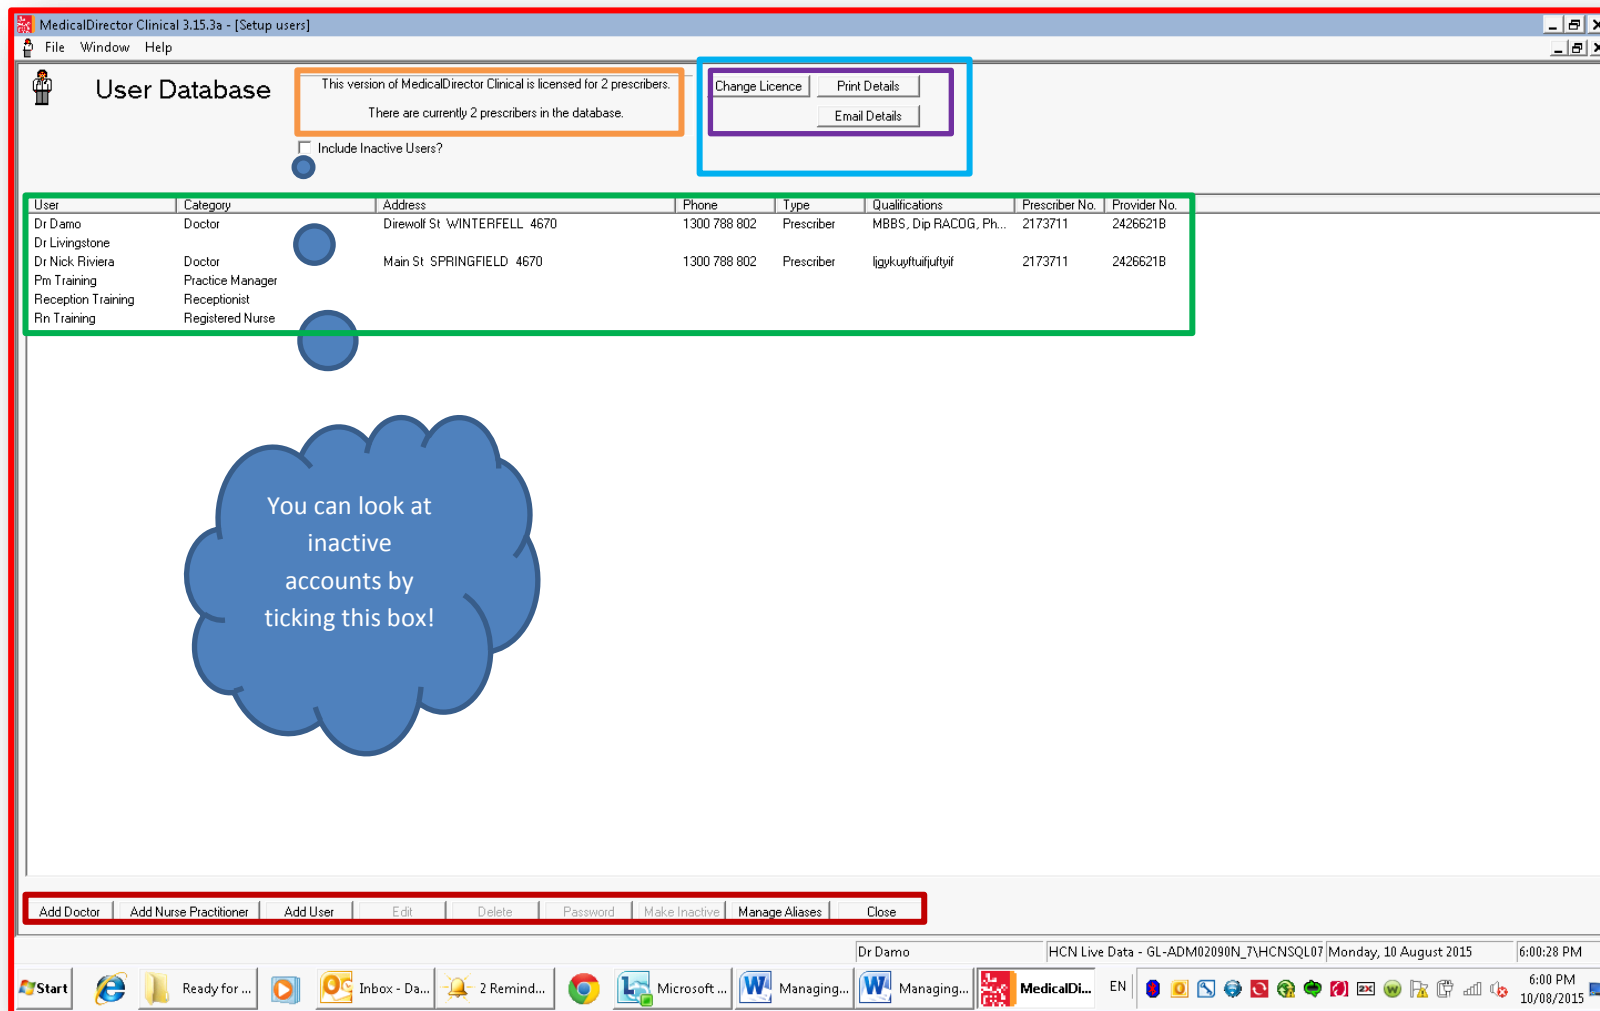 MedicalDirector Clinical 3.15.3a - [Setup users]
File Window Help
User Database
This version of MedicalDirector Clinical is licensed for 2 prescribers.
There are currently 2 prescribers in the database.
Change Licence Print Details
Email Details
Include Inactive Users?
User Category Address Phone Type Qualifications Prescriber No. Provider No.
Dr Damo Doctor Direwolf St WINTERFELL 4670 1300 788 802 Prescriber MBBS, Dip RACOG, Ph... 2173711 2426621B
Dr Livingstone
Dr Nick Riviera Doctor Main St SPRINGFIELD 4670 1300 788 802 Prescriber ljgykuyftuifjuftyif 2173711 2426621B
Pm Training Practice Manager
Reception Training Receptionist
Rn Training Registered Nurse
You can look at
inactive
accounts by
ticking this box!
Add Doctor Add Nurse Practitioner Add User Edit Delete Password Make Inactive Manage Aliases Close
Dr Damo HCN Live Data - GL-ADM02090N_7\HCNSQL07 Monday, 10 August 2015 6:00:28 PM
Start Ready for ... Inbox - Da... 2 Remind... Microsoft ... Managing... Managing... MedicalDi... EN 6:00 PM
10/08/2015